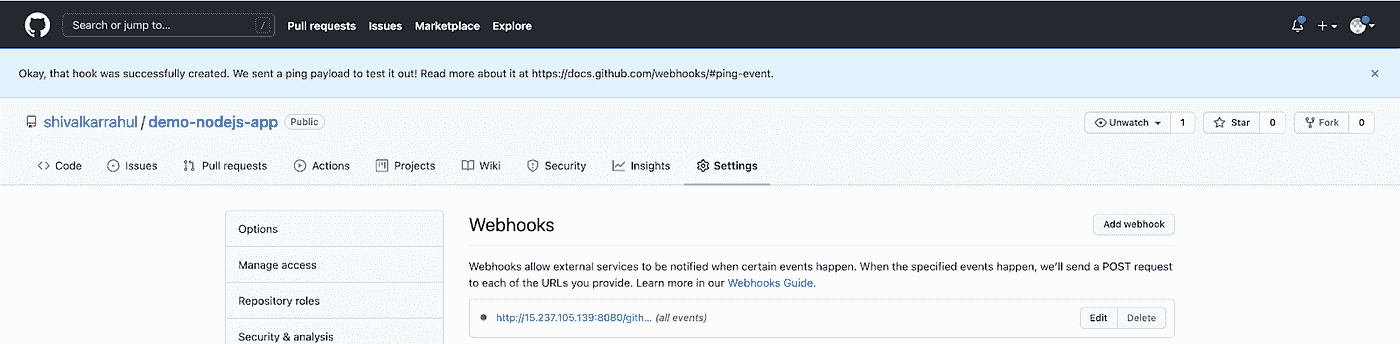 Search or jump to... / Pull requests Issues Marketplace Explore
Okay, that hook was successfully created. We sent a ping payload to test it out! Read more about it at https://docs.github.com/webhooks/#ping-event.
shivalkarrahul / demo-nodejs-app Public Unwatch 1 Star 0 Fork 0
Code Issues Pull requests Actions Projects Wiki Security Insights Settings
Options
Manage access
Repository roles
Security & analysis
Webhooks Add webhook
Webhooks allow external services to be notified when certain events happen. When the specified events happen, we'll send a POST request
to each of the URLs you provide. Learn more in our Webhooks Guide.
http://15.237.105.139:8080/gith... (all events) Edit Delete